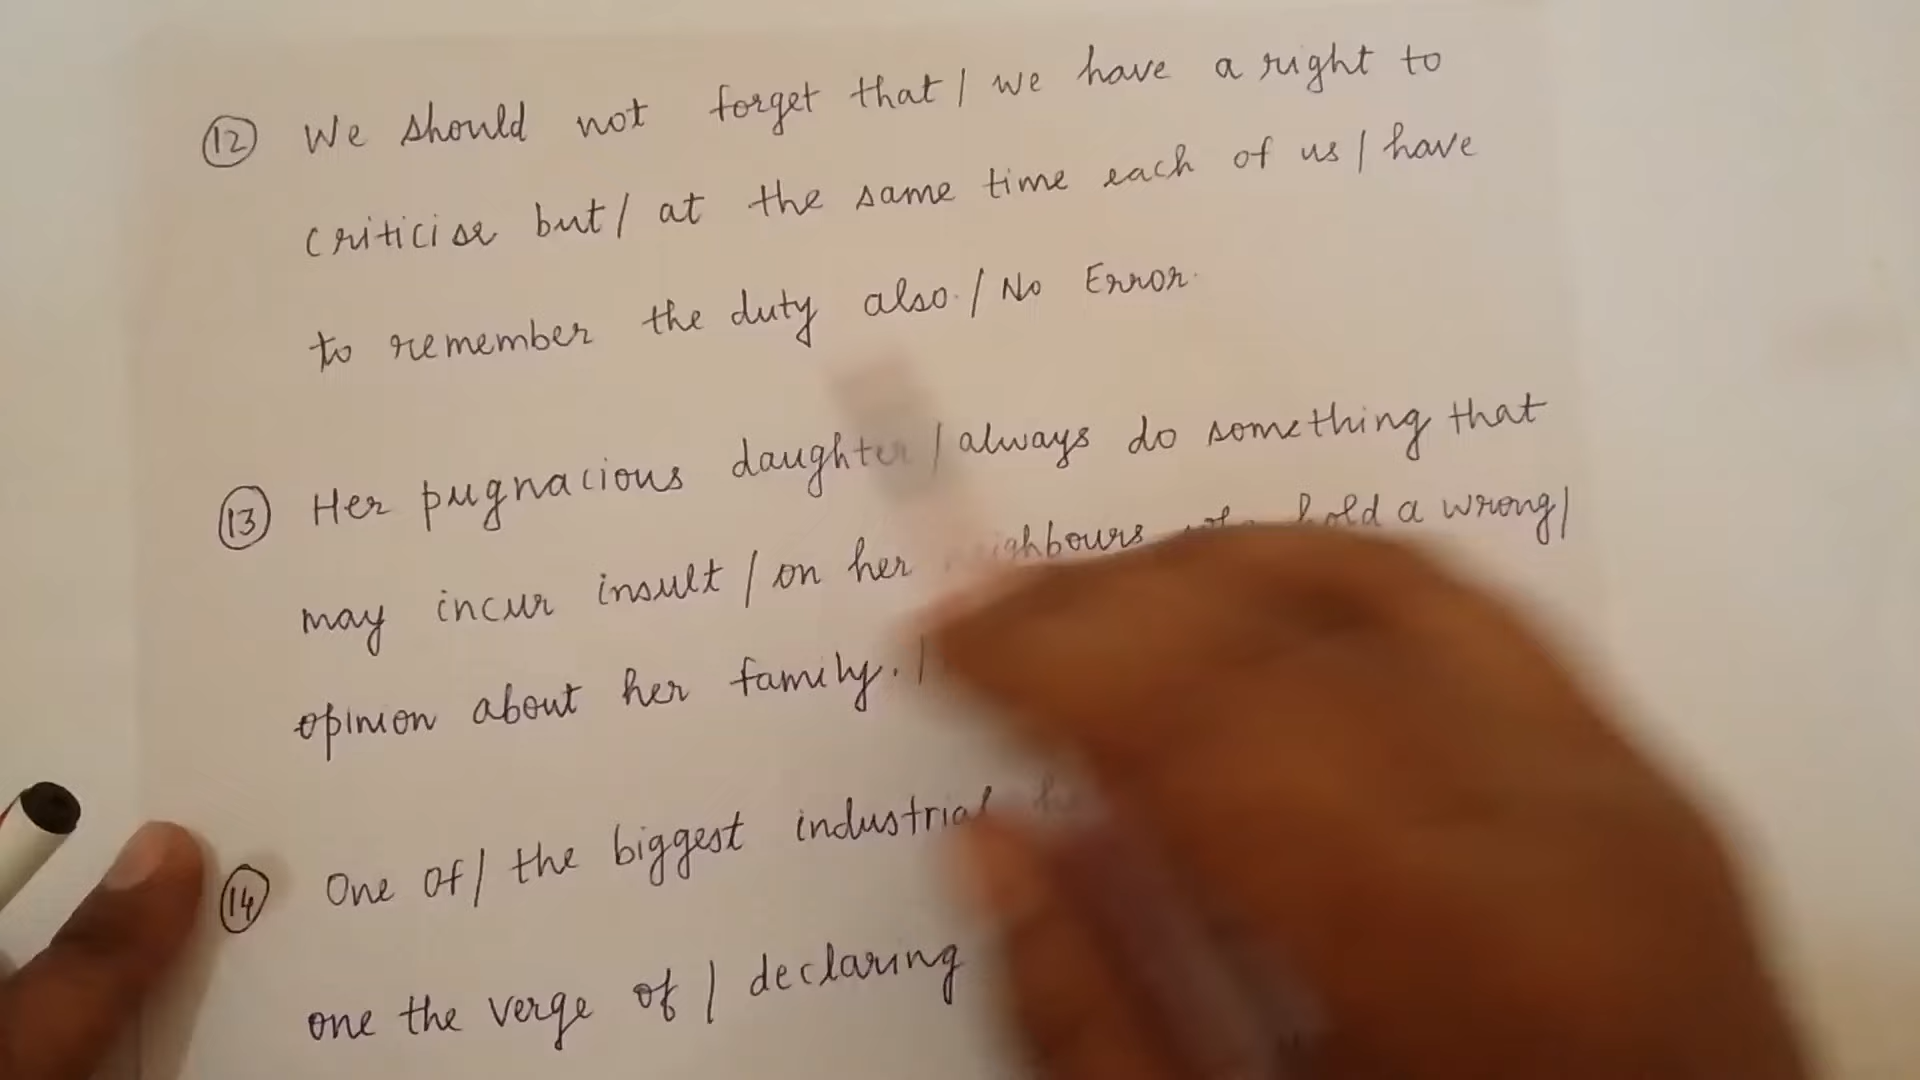 12 We should not forget that / we have a right to
criticise but / at the same time each of us / have
to remember the duty also. / No Error.
13 Her pugnacious daughter / always do something that
may incur insult / on her neighbours who hold a wrong /
opinion about her family. /
14 One of / the biggest industrial
one the verge of / declaring